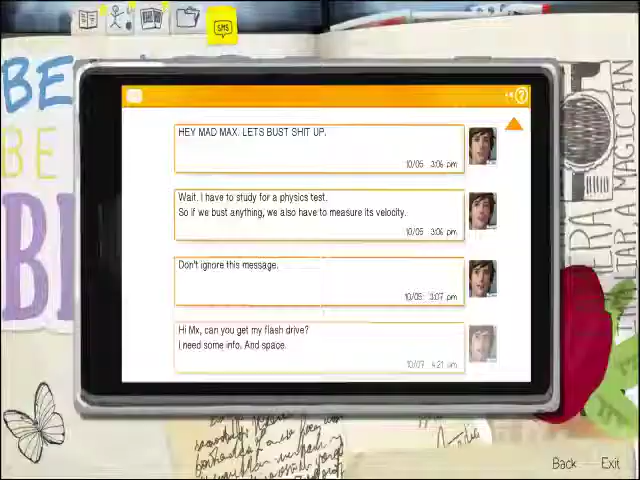 SMS
BE
HEY MAD MAX. LETS BUST SHIT UP.
10/05 3:06 pm
Wait. I have to study for a physics test.
So if we bust anything, we also have to measure its velocity.
10/05 3:06 pm
Don't ignore this message.
10/05 3:07 pm
Hi Mx, can you get my flash drive?
I need some info. And space.
10/07 4:21 pm
BE
MAGICIAN
Back
Exit